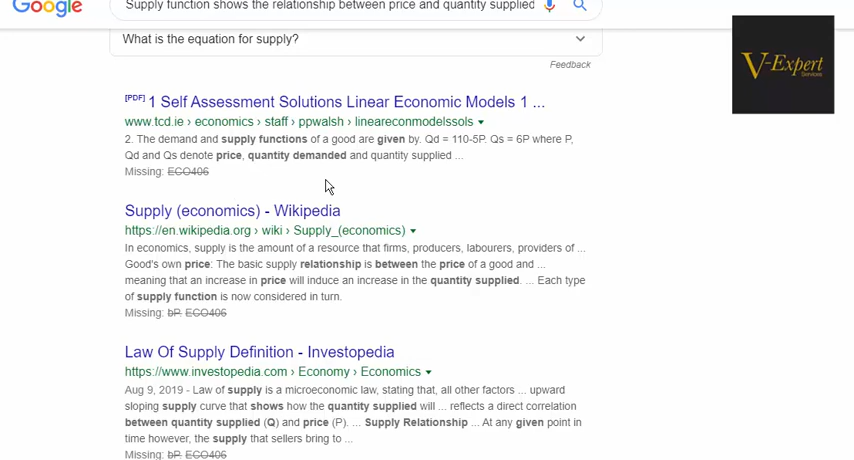 Google
Supply function shows the relationship between price and quantity supplied
What is the equation for supply?
Feedback
[PDF] 1 Self Assessment Solutions Linear Economic Models 1 ...
www.tcd.ie › economics › staff › ppwalsh › lineareconmodelssols
2. The demand and supply functions of a good are given by. Qd = 110-5P. Qs = 6P where P,
Qd and Qs denote price, quantity demanded and quantity supplied ...
Missing: ECO406
Supply (economics) - Wikipedia
https://en.wikipedia.org › wiki › Supply_(economics)
In economics, supply is the amount of a resource that firms, producers, labourers, providers of ...
Good's own price: The basic supply relationship is between the price of a good and ...
meaning that an increase in price will induce an increase in the quantity supplied. ... Each type
of supply function is now considered in turn.
Missing: bP. ECO406
Law Of Supply Definition - Investopedia
https://www.investopedia.com › Economy › Economics
Aug 9, 2019 - Law of supply is a microeconomic law, stating that, all other factors ... upward
sloping supply curve that shows how the quantity supplied will ... reflects a direct correlation
between quantity supplied (Q) and price (P). ... Supply Relationship ... At any given point in
time however, the supply that sellers bring to ...
Missing: bP. ECO406
V-Expert
Services